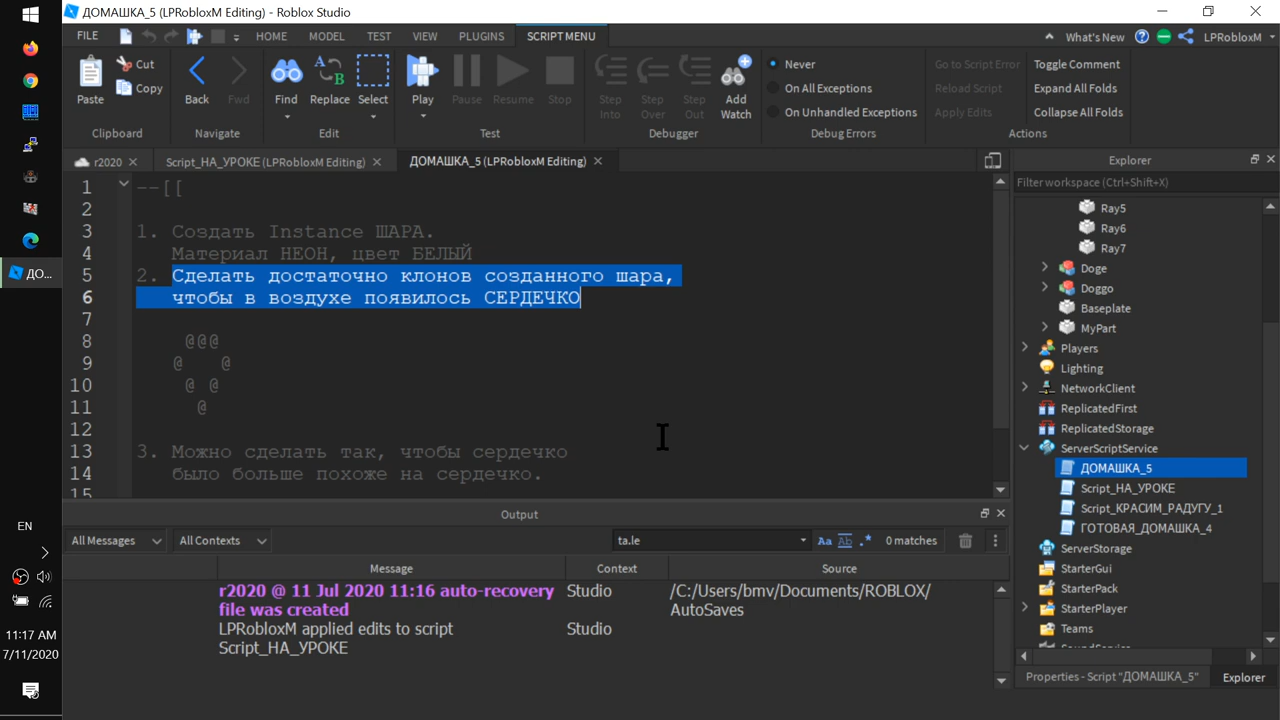 ДОМАШКА_5 (LPRobloxM Editing) - Roblox Studio
FILE HOME MODEL TEST VIEW PLUGINS SCRIPT MENU What's New LPRobloxM
Cut
Copy
Paste
Back Fwd
Find Replace Select
Play Pause Resume Stop
Step Into Step Over Step Out Add Watch
Never
On All Exceptions
On Unhandled Exceptions
Go to Script Error
Reload Script
Apply Edits
Toggle Comment
Expand All Folds
Collapse All Folds
Clipboard Navigate Edit Test Debugger Debug Errors Actions
r2020 Script_НА_УРОКЕ (LPRobloxM Editing) ДОМАШКА_5 (LPRobloxM Editing)
1 --[[
2
3 1. Создать Instance ШАРА.
4 Материал НЕОН, цвет БЕЛЫЙ
5 2. Сделать достаточно клонов созданного шара,
6 чтобы в воздухе появилось СЕРДЕЧКО
7
8 @@@
9 @ @
10 @ @
11 @
12
13 3. Можно сделать так, чтобы сердечко
14 было больше похоже на сердечко.
15
Explorer
Filter workspace (Ctrl+Shift+X)
Ray5
Ray6
Ray7
Doge
Doggo
Baseplate
MyPart
Players
Lighting
NetworkClient
ReplicatedFirst
ReplicatedStorage
ServerScriptService
ДОМАШКА_5
Script_НА_УРОКЕ
Script_КРАСИМ_РАДУГУ_1
ГОТОВАЯ_ДОМАШКА_4
ServerStorage
StarterGui
StarterPack
StarterPlayer
Teams
SoundService
Properties - Script "ДОМАШКА_5" Explorer
Output
All Messages All Contexts ta.le Aa Ab .* 0 matches
Message Context Source
r2020 @ 11 Jul 2020 11:16 auto-recovery file was created Studio /C:/Users/bmv/Documents/ROBLOX/AutoSaves
LPRobloxM applied edits to script Script_НА_УРОКЕ Studio
ДО...
EN
11:17 AM
7/11/2020